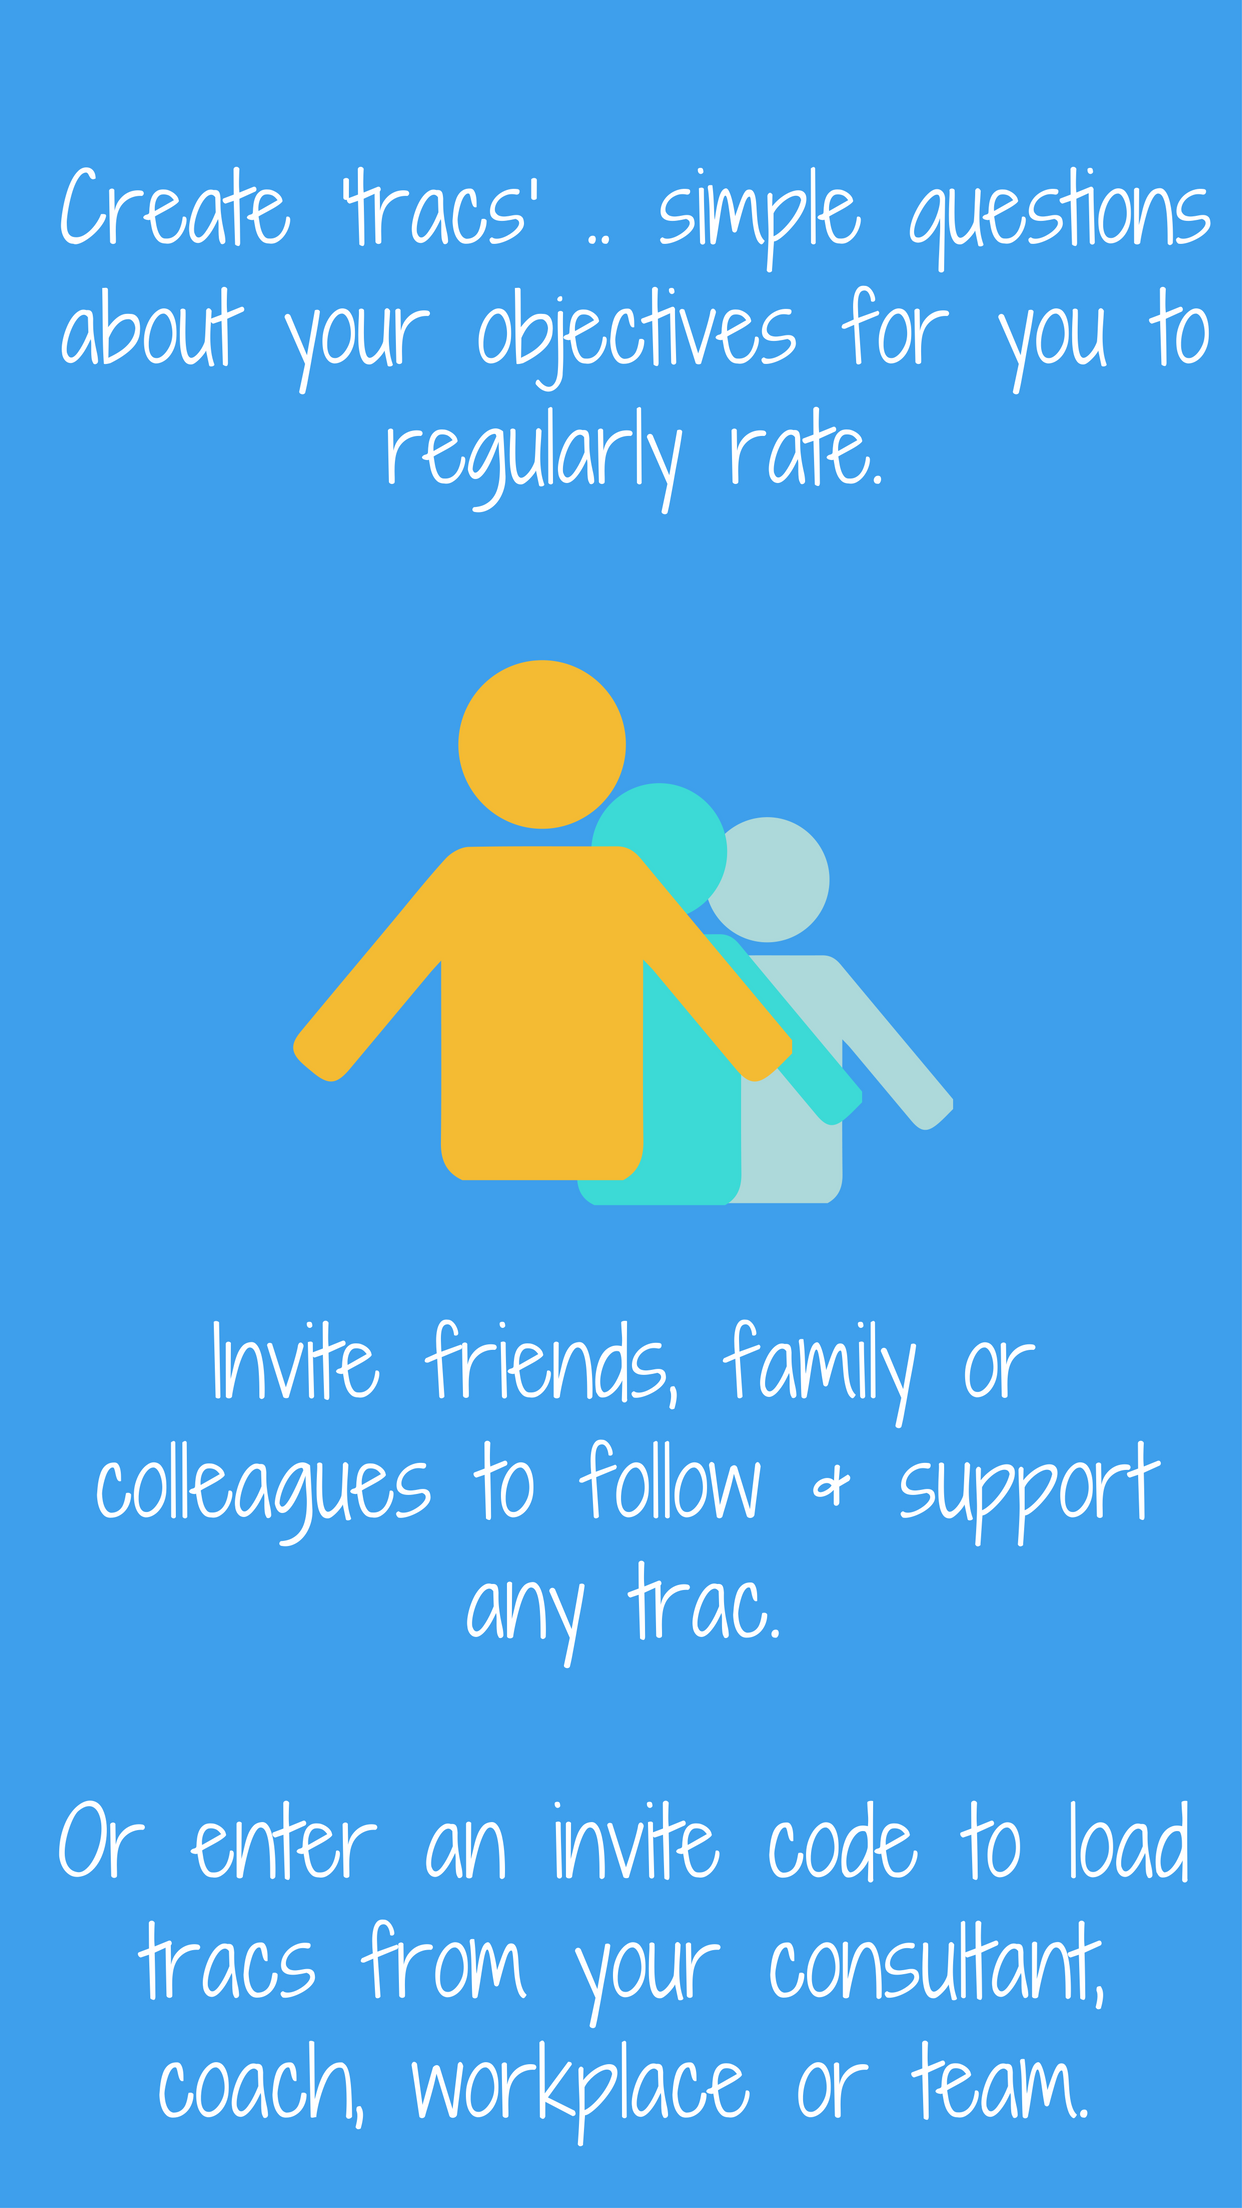 Create 'tracs' .. simple questions
about your objectives for you to
regularly rate.
Invite friends, family or
colleagues to follow & support
any trac.
Or enter an invite code to load
tracs from your consultant,
coach, workplace or team.